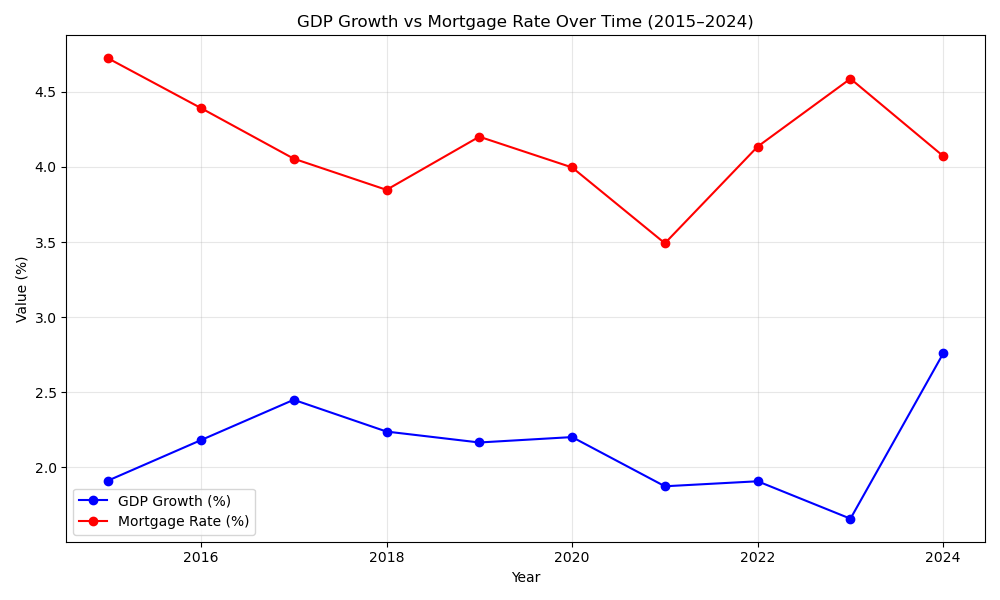 GDP Growth vs Mortgage Rate Over Time (2015–2024)
Value (%)
4.5
4.0
3.5
3.0
2.5
2.0
GDP Growth (%)
Mortgage Rate (%)
2016
2018
2020
2022
2024
Year